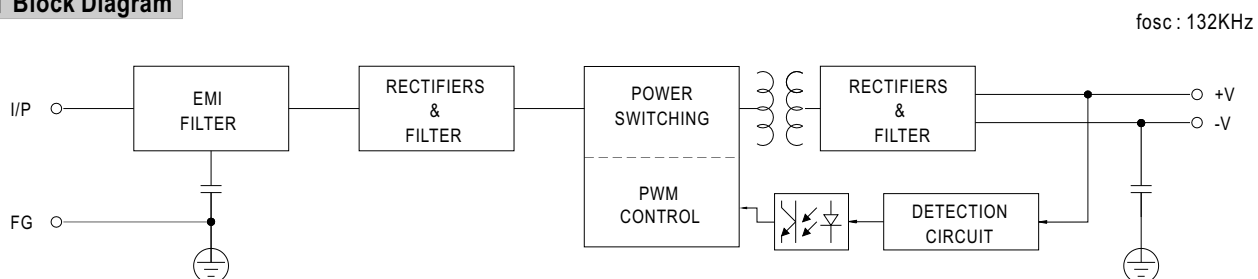 Block Diagram
fosc : 132KHz
I/P
EMI
FILTER
RECTIFIERS
&
FILTER
POWER
SWITCHING
RECTIFIERS
&
FILTER
+V
-V
FG
PWM
CONTROL
DETECTION
CIRCUIT